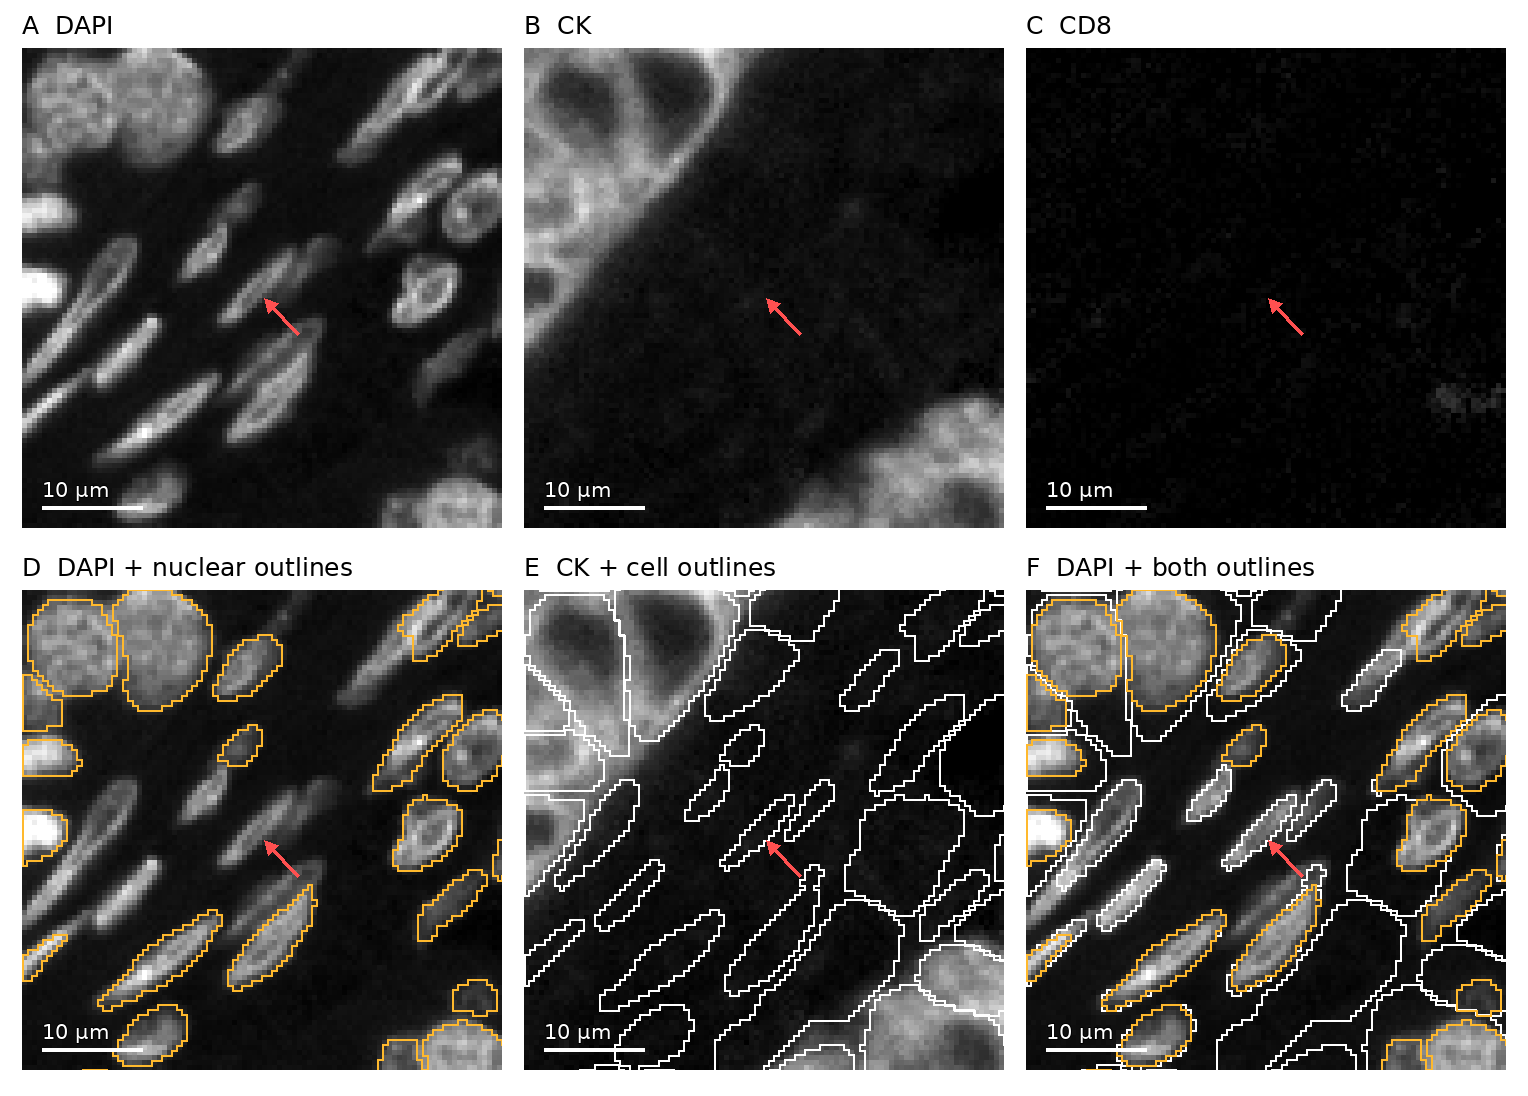 A DAPI
B CK
C CD8
10 µm
10 µm
10 µm
D DAPI + nuclear outlines
E CK + cell outlines
F DAPI + both outlines
10 µm
10 µm
10 µm